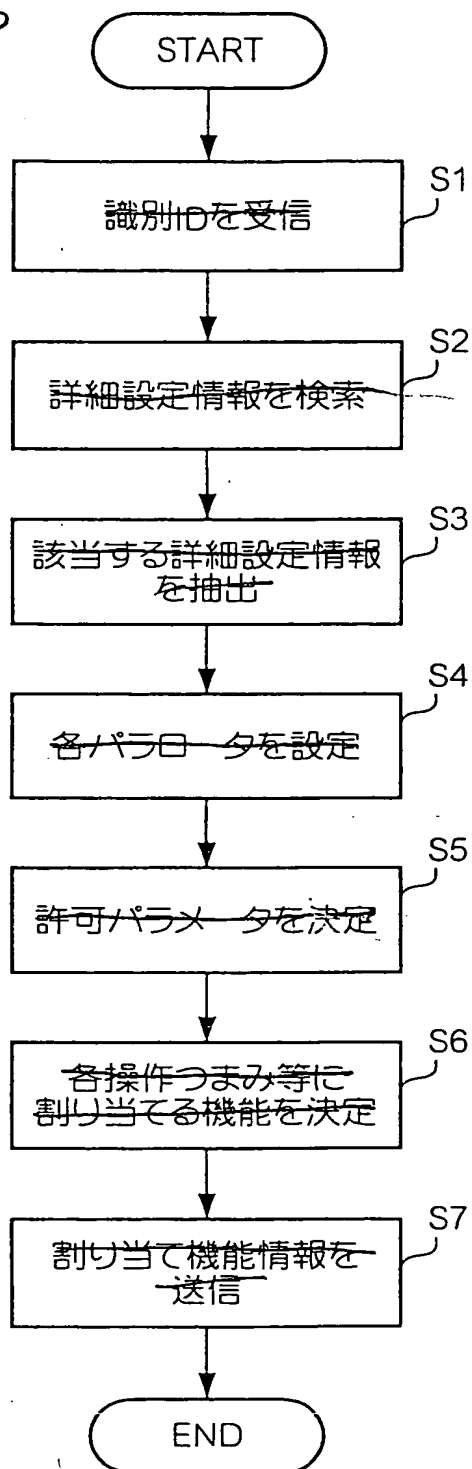 START
S1
識別IDを受信
S2
詳細設定情報を検索
S3
該当する詳細設定情報
を抽出
S4
各パラロータを設定
S5
許可パラメータを決定
S6
各操作つまみ等に
割り当てる機能を決定
S7
割り当て機能情報を
送信
END